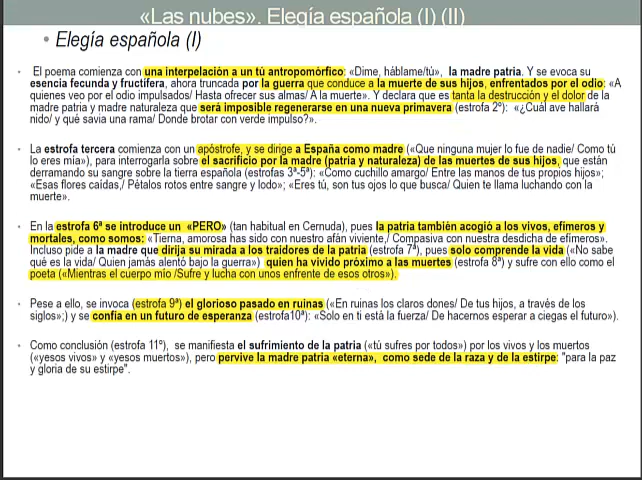 «Las nubes». Elegía española (I) (II)
• Elegía española (I)
• El poema comienza con una interpelación a un tú antropomórfico: «Dime, háblame/tú», la madre patria. Y se evoca su
esencia fecunda y fructífera, ahora truncada por la guerra que conduce a la muerte de sus hijos, enfrentados por el odio: «A
quienes veo por el odio impulsados/ Hasta ofrecer sus almas/ A la muerte». Y declara que es tanta la destrucción y el dolor de la
madre patria y madre naturaleza que será imposible regenerarse en una nueva primavera (estrofa 2ª): «¿Cuál ave hallará
nido/ y qué savia una rama/ Donde brotar con verde impulso?».
• La estrofa tercera comienza con un apóstrofe, y se dirige a España como madre («Que ninguna mujer lo fue de nadie/ Como tú
lo eres mía»), para interrogarla sobre el sacrificio por la madre (patria y naturaleza) de las muertes de sus hijos, que están
derramando su sangre sobre la tierra española (estrofas 3ª-5ª): «Como cuchillo amargo/ Entre las manos de tus propios hijos»;
«Esas flores caídas,/ Pétalos rotos entre sangre y lodo»; «Eres tú, son tus ojos lo que busca/ Quien te llama luchando con la
muerte».
• En la estrofa 6ª se introduce un «PERO» (tan habitual en Cernuda), pues la patria también acogió a los vivos, efímeros y
mortales, como somos: «Tierna, amorosa has sido con nuestro afán viviente,/ Compasiva con nuestra desdicha de efímeros».
Incluso pide a la madre que dirija su mirada a los traidores de la patria (estrofa 7ª), pues solo comprende la vida («No sabe
qué es la vida/ Quien jamás alentó bajo la guerra») quien ha vivido próximo a las muertes (estrofa 8ª) y sufre con ello como el
poeta («Mientras el cuerpo mío /Sufre y lucha con unos enfrente de esos otros»).
• Pese a ello, se invoca (estrofa 9ª) el glorioso pasado en ruinas («En ruinas los claros dones/ De tus hijos, a través de los
siglos»;) y se confía en un futuro de esperanza (estrofa10ª): «Solo en ti está la fuerza/ De hacernos esperar a ciegas el futuro»).
• Como conclusión (estrofa 11ª), se manifiesta el sufrimiento de la patria («tú sufres por todos») por los vivos y los muertos
(«yesos vivos» y «yesos muertos»), pero pervive la madre patria «eterna», como sede de la raza y de la estirpe: "para la paz
y gloria de su estirpe".